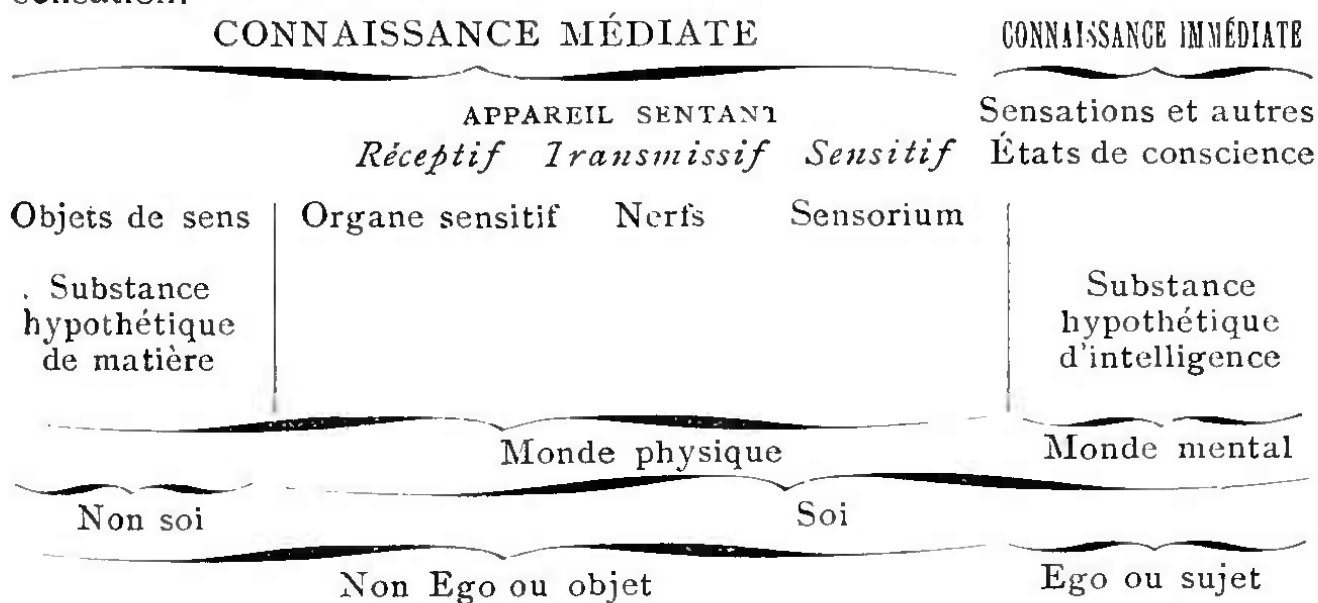 CONNAISSANCE MÉDIATE CONNAISSANCE IMMÉDIATE
APPAREIL SENTANT Sensations et autres
Réceptif Transmissif Sensitif États de conscience
Objets de sens Organe sensitif Nerfs Sensorium
Substance hypothétique de matière Substance hypothétique d'intelligence
Monde physique Monde mental
Non soi Soi
Non Ego ou objet Ego ou sujet